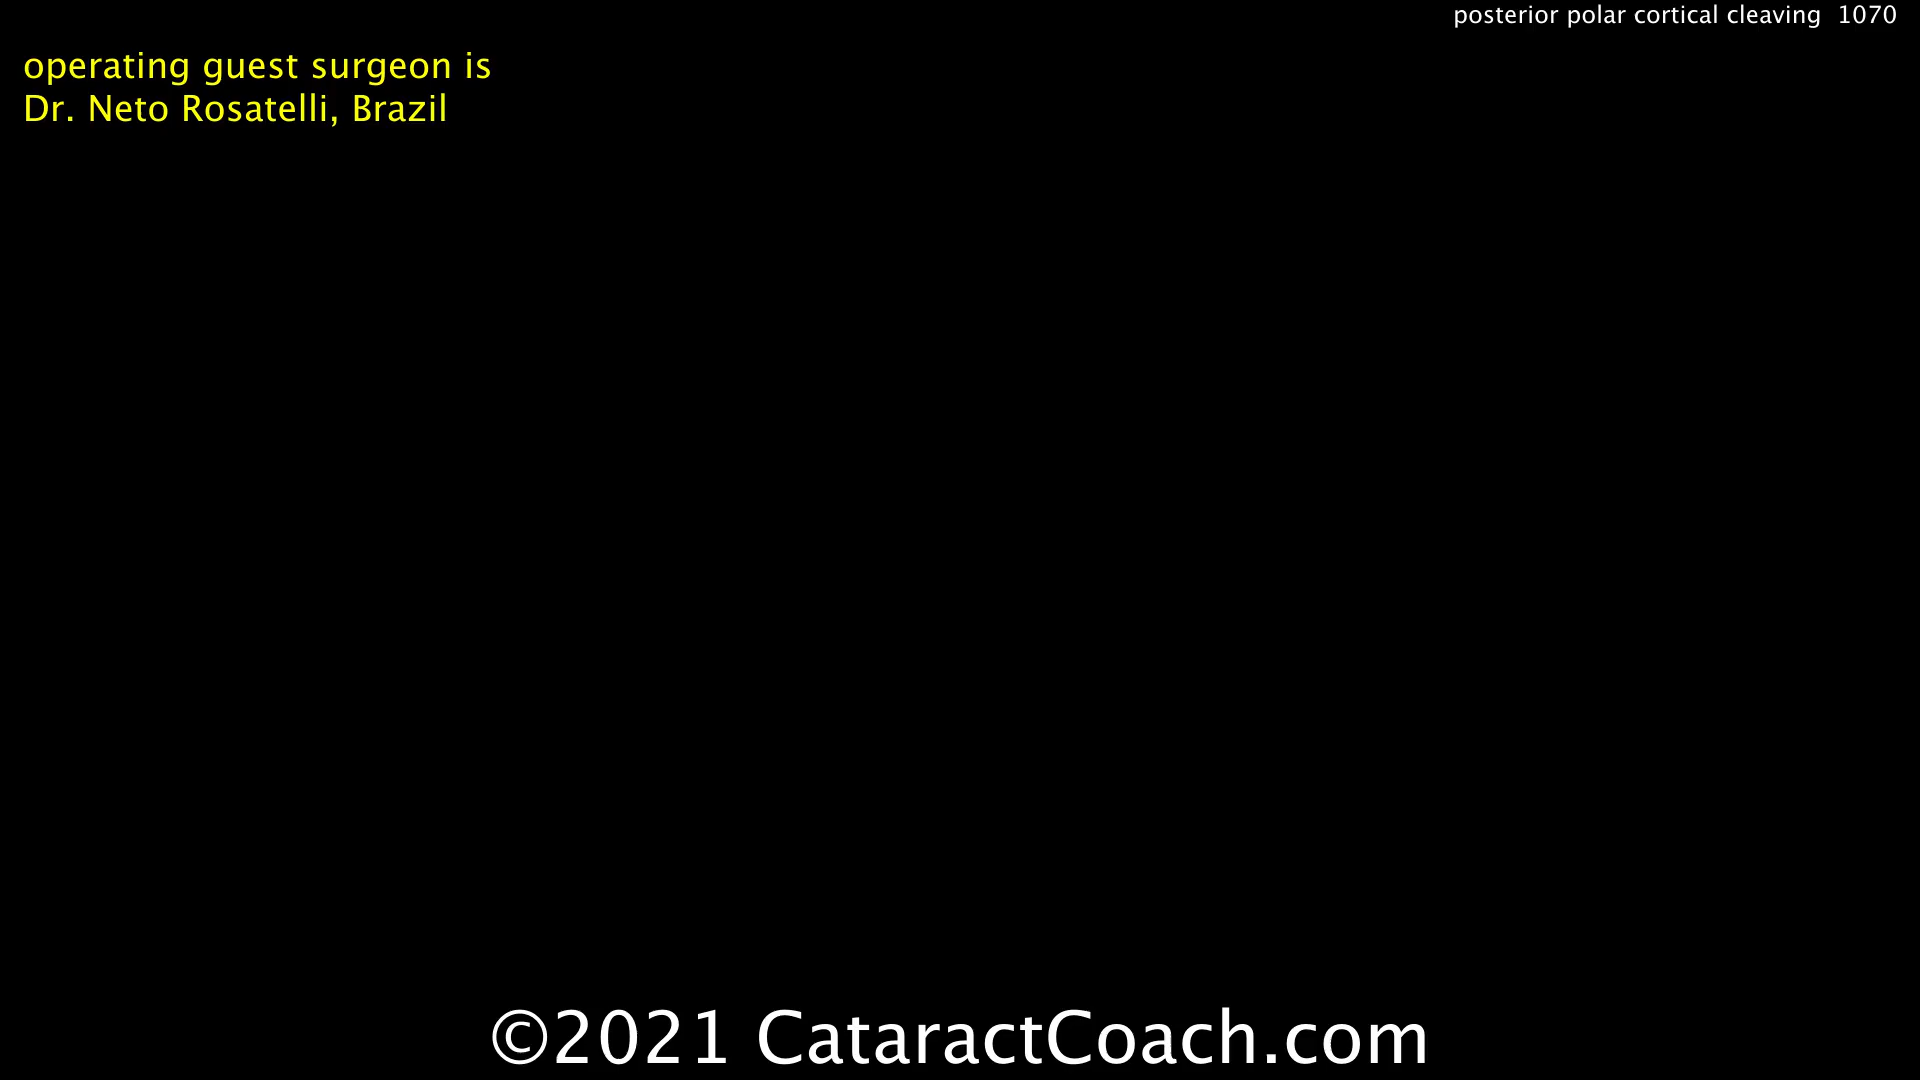 posterior polar cortical cleaving 1070
operating guest surgeon is
Dr. Neto Rosatelli, Brazil
©2021 CataractCoach.com